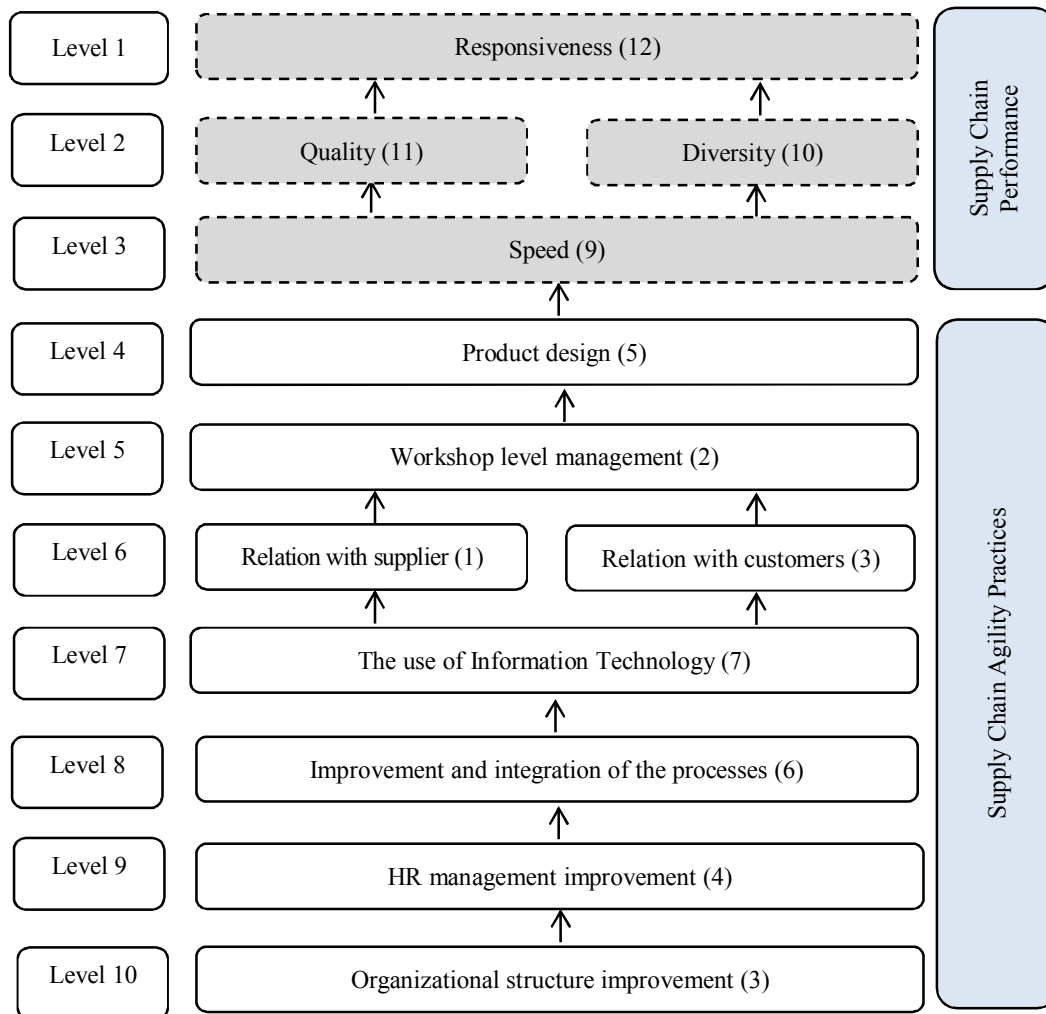 Level 1
Responsiveness (12)
Level 2
Quality (11)
Diversity (10)
Level 3
Speed (9)
Supply Chain
Performance
Level 4
Product design (5)
Level 5
Workshop level management (2)
Level 6
Relation with supplier (1)
Relation with customers (3)
Level 7
The use of Information Technology (7)
Level 8
Improvement and integration of the processes (6)
Level 9
HR management improvement (4)
Level 10
Organizational structure improvement (3)
Supply Chain Agility Practices